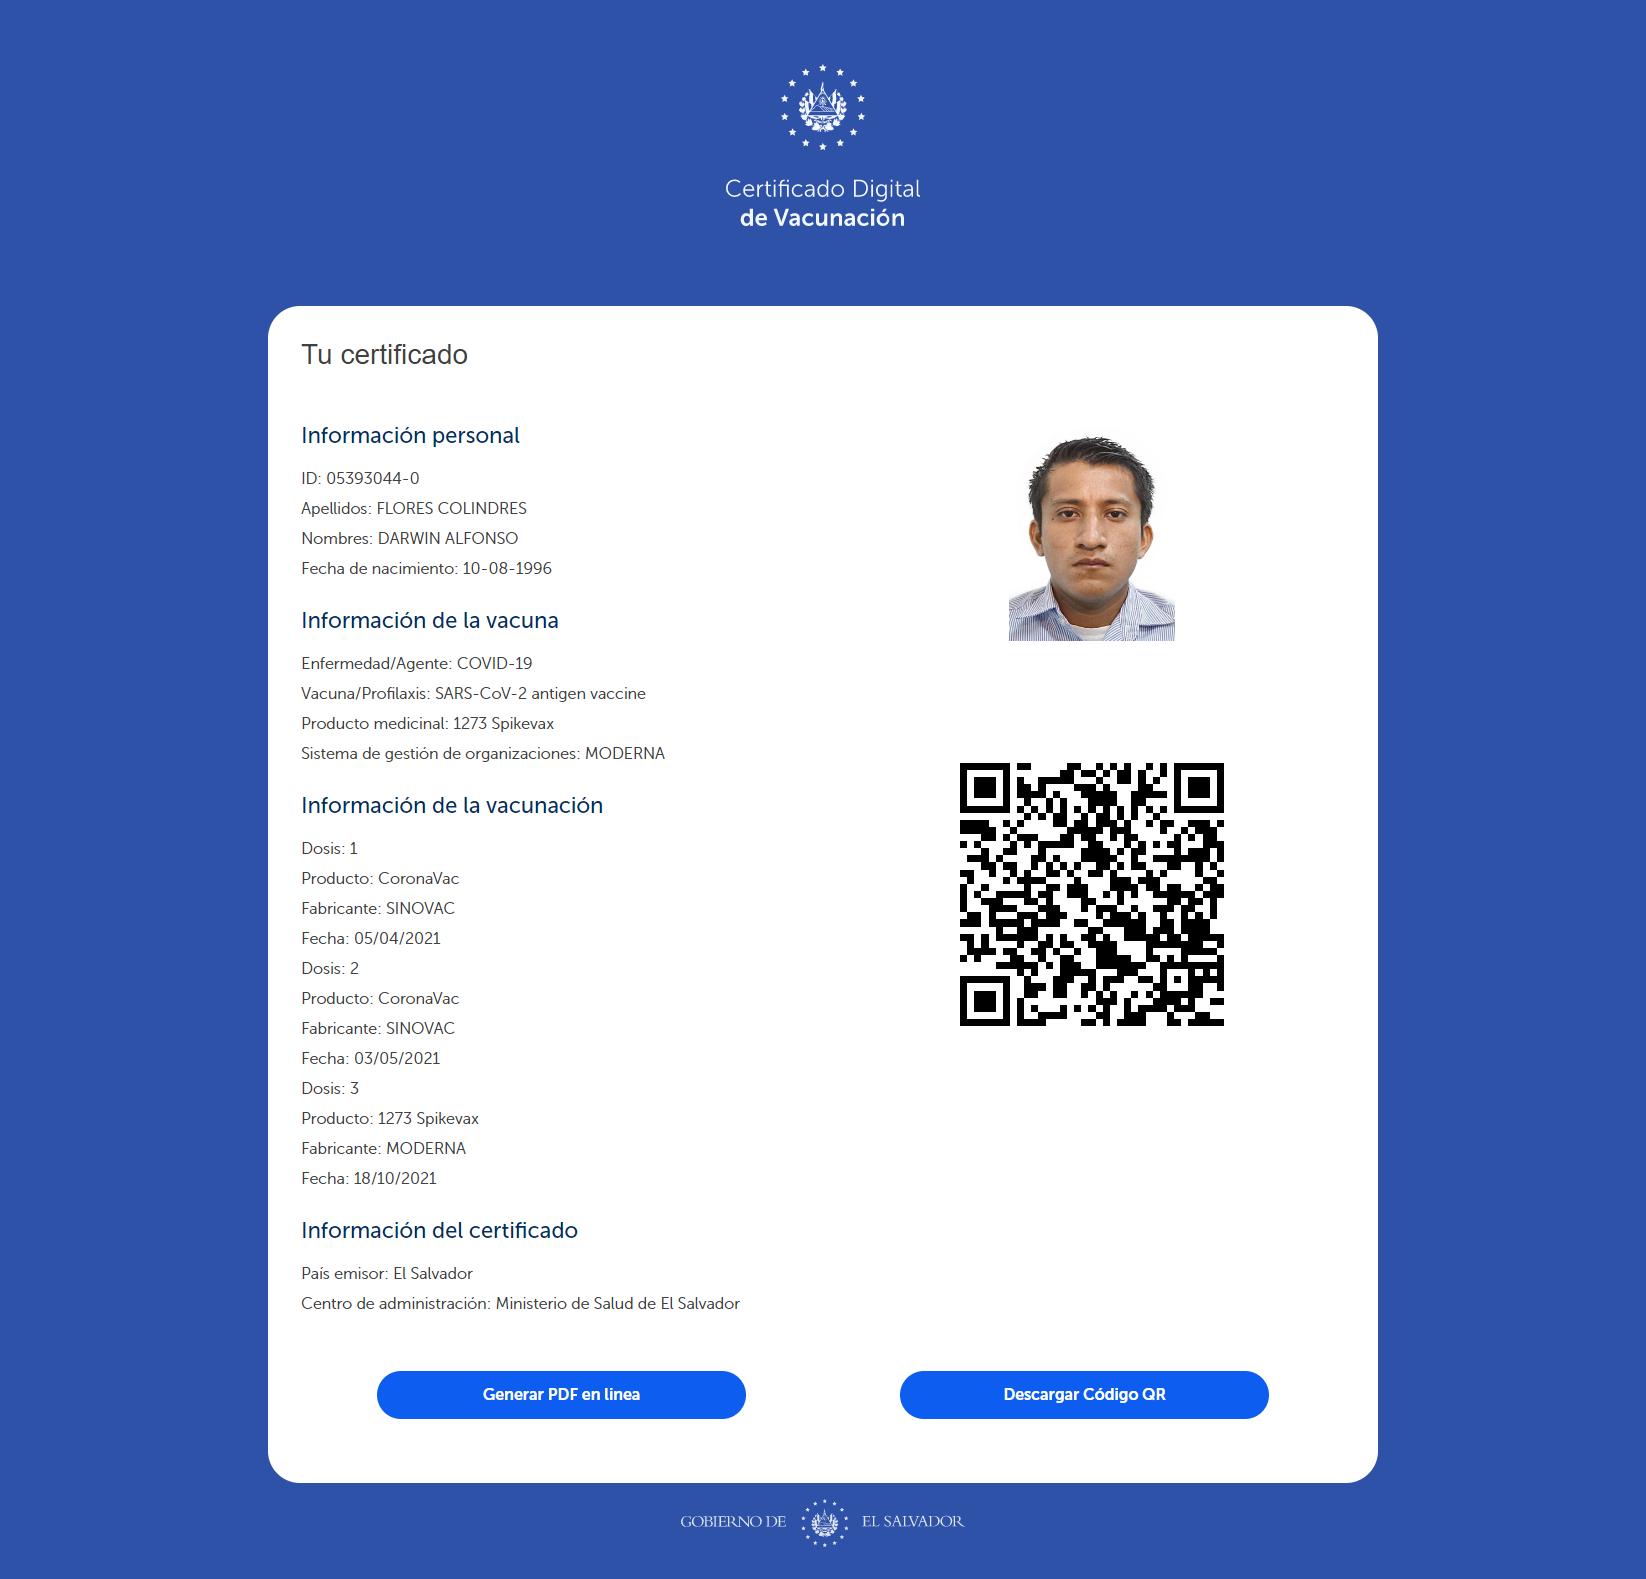 Certificado Digital
de Vacunación
Tu certificado
Información personal
ID: 05393044-0
Apellidos: FLORES COLINDRES
Nombres: DARWIN ALFONSO
Fecha de nacimiento: 10-08-1996
Información de la vacuna
Enfermedad/Agente: COVID-19
Vacuna/Profilaxis: SARS-CoV-2 antigen vaccine
Producto medicinal: 1273 Spikevax
Sistema de gestión de organizaciones: MODERNA
Información de la vacunación
Dosis: 1
Producto: CoronaVac
Fabricante: SINOVAC
Fecha: 05/04/2021
Dosis: 2
Producto: CoronaVac
Fabricante: SINOVAC
Fecha: 03/05/2021
Dosis: 3
Producto: 1273 Spikevax
Fabricante: MODERNA
Fecha: 18/10/2021
Información del certificado
País emisor: El Salvador
Centro de administración: Ministerio de Salud de El Salvador
Generar PDF en linea
Descargar Código QR
GOBIERNO DE EL SALVADOR